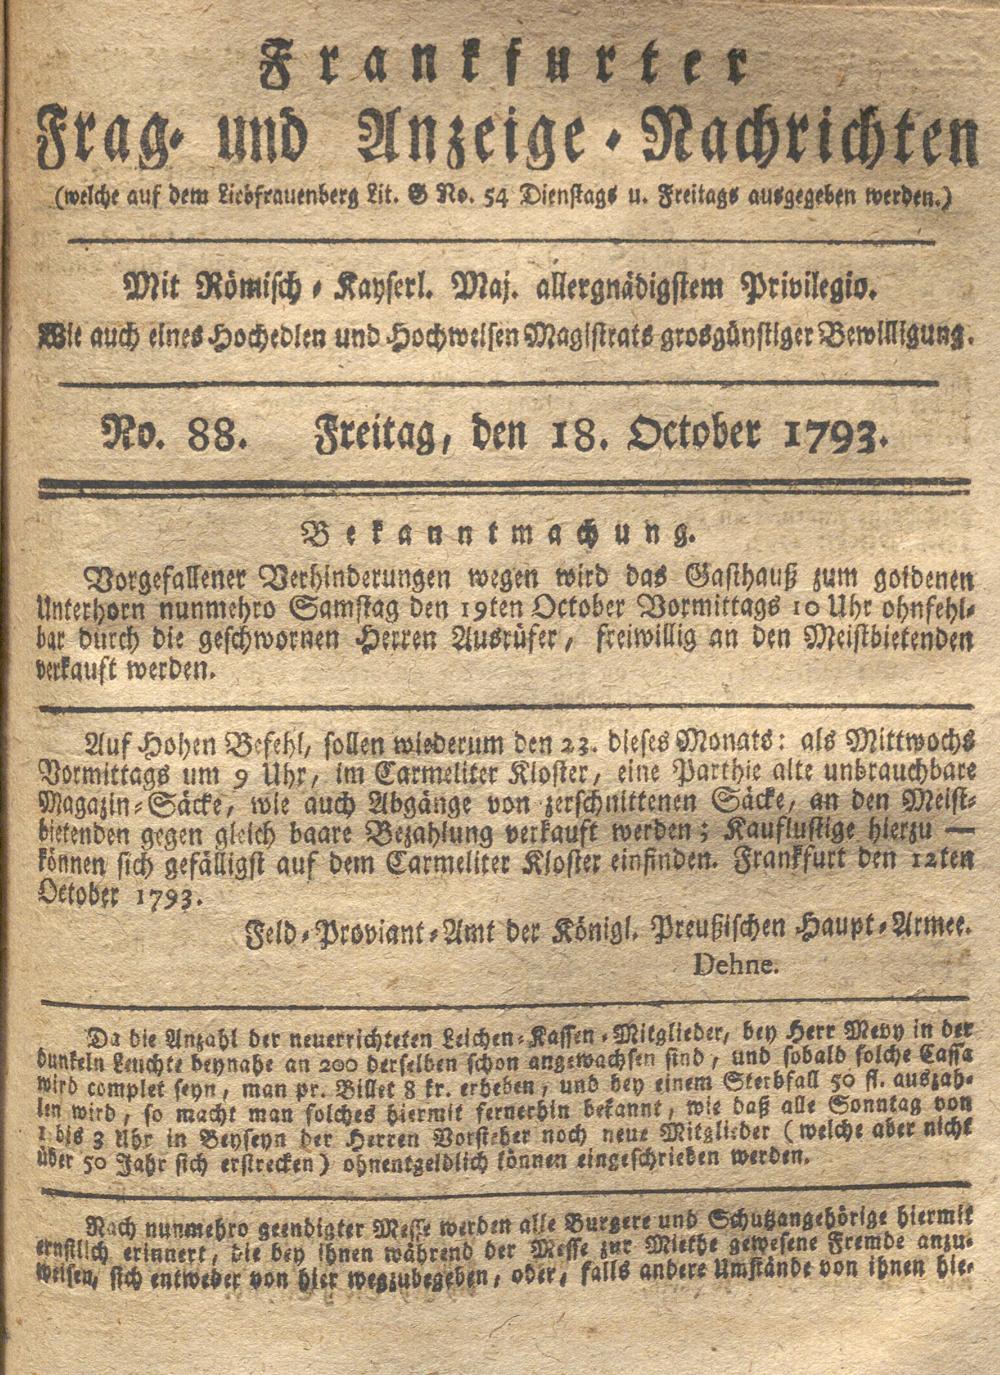 Frankfurter
Frag- und Anzeige-Nachrichten
(welche auf dem Liebfrauenberg Lit. G No. 54 Dienstags u. Freitags ausgegeben werden.)
Mit Römisch-Kayserl. Maj. allergnädigstem Privilegio.
Wie auch eines Hochedlen und Hochweisen Magistrats grosgünstiger Bewilligung.
No. 88. Freitag, den 18. October 1793.
Bekanntmachung.
Vorgefallener Verhinderungen wegen wird das Gasthauß zum goldenen
Unterhorn nunmehro Samstag den 19ten October Vormittags 10 Uhr ohnfehl-
bar durch die geschwornen Herren Ausrüfer, freiwillig an den Meistbietenden
verkauft werden.
Auf Hohen Befehl, sollen wiederum den 23. dieses Monats: als Mittwochs
Vormittags um 9 Uhr, im Carmeliter Kloster, eine Parthie alte unbrauchbare
Magazin-Säcke, wie auch Abgänge von zerschnittenen Säcke, an den Meist-
bietenden gegen gleich baare Bezahlung verkauft werden; Kauflustige hierzu —
können sich gefälligst auf dem Carmeliter Kloster einfinden. Frankfurt den 12ten
October 1793.
Feld-Proviant-Amt der Königl. Preußischen Haupt-Armee.
Dehne.
Da die Anzahl der neuerrichteten Leichen-Kassen-Mitglieder, bey Herr Mevy in der
dunkeln Leuchte beynahe an 200 derselben schon angewachsen sind, und sobald solche Cassa
wird complet seyn, man pr. Billet 8 kr. erheben, und bey einem Sterbfall 50 fl. auszah-
len wird, so macht man solches hiermit fernerhin bekannt, wie daß alle Sonntag von
1 bis 3 Uhr in Beyseyn der Herren Vorsteher noch neue Mitglieder (welche aber nicht
über 50 Jahr sich erstrecken) ohnentgeldlich können eingeschrieben werden.
Nach nunmehro geendigter Messe werden alle Burgere und Schutzangehörige hiermit
ernstlich erinnert, die bey ihnen während der Messe zur Miethe gewesene Fremde anzu-
weisen, sich entweder von hier wegzubegeben, oder, falls andere Umstände von ihnen hie-